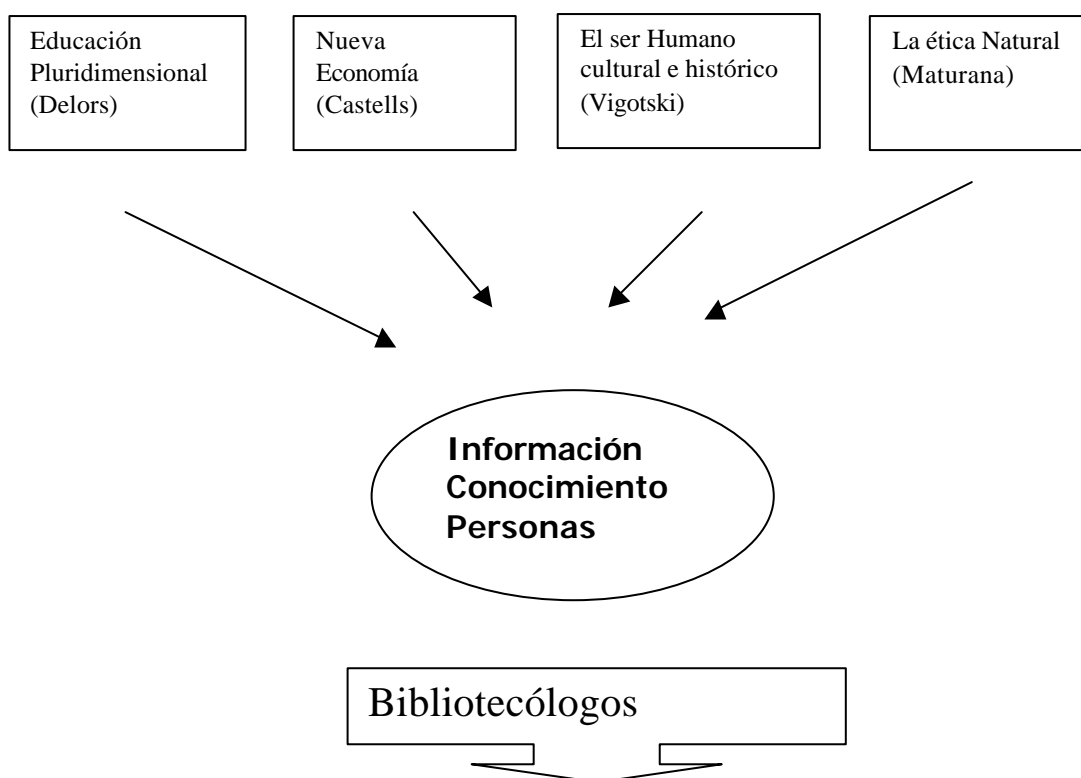 Educación
Pluridimensional
(Delors)
Nueva
Economía
(Castells)
El ser Humano
cultural e histórico
(Vigotski)
La ética Natural
(Maturana)
Información
Conocimiento
Personas
Bibliotecólogos